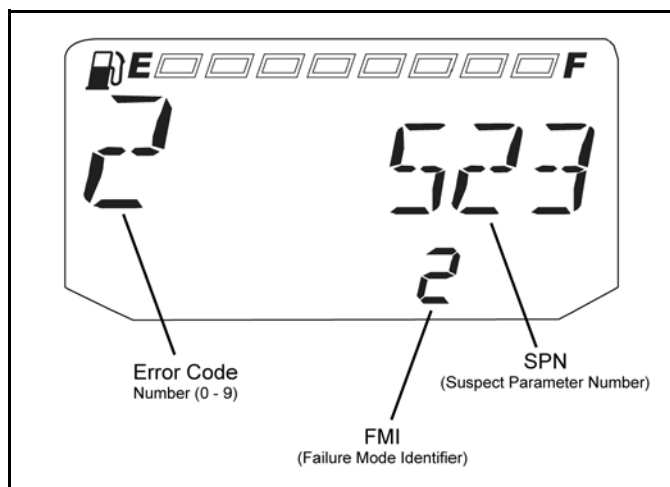 E F
2 523
2
Error Code
Number (0 - 9)
SPN
(Suspect Parameter Number)
FMI
(Failure Mode Identifier)